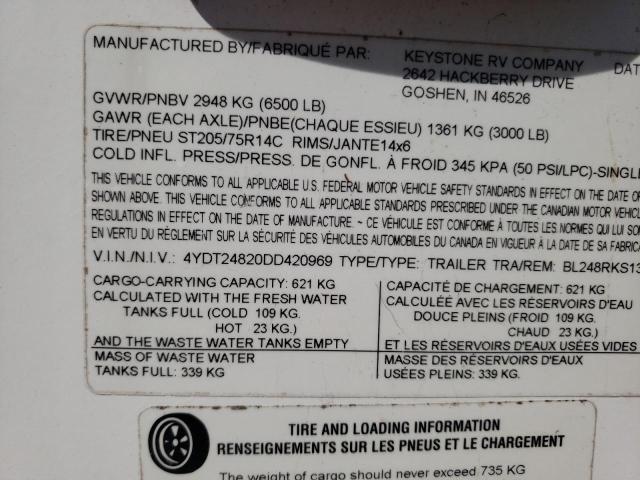 MANUFACTURED BY/FABRIQUÉ PAR: KEYSTONE RV COMPANY
2642 HACKBERRY DRIVE
GOSHEN, IN 46526
GVWR/PNBV 2948 KG (6500 LB)
GAWR (EACH AXLE)/PNBE(CHAQUE ESSIEU) 1361 KG (3000 LB)
TIRE/PNEU ST205/75R14C RIMS/JANTE14x6
COLD INFL. PRESS/PRESS. DE GONFL. À FROID 345 KPA (50 PSI/LPC)-SINGLE
THIS VEHICLE CONFORMS TO ALL APPLICABLE U.S. FEDERAL MOTOR VEHICLE SAFETY STANDARDS IN EFFECT ON THE DATE OF
SHOWN ABOVE. THIS VEHICLE CONFORMS TO ALL APPLICABLE STANDARDS PRESCRIBED UNDER THE CANADIAN MOTOR VEHIC
REGULATIONS IN EFFECT ON THE DATE OF MANUFACTURE. ~ CE VÉHICULE EST CONFORME À TOUTES LES NORMES QUI LUI SON
EN VERTU DU RÈGLEMENT SUR LA SÉCURITÉ DES VÉHICULES AUTOMOBILES DU CANADA EN VIGUEUR À LA DATE DE SA FABRICA
V.I.N./N.I.V.: 4YDT24820DD420969 TYPE/TYPE: TRAILER TRA/REM: BL248RKS13
CARGO-CARRYING CAPACITY: 621 KG
CALCULATED WITH THE FRESH WATER
TANKS FULL (COLD 109 KG.
HOT 23 KG.)
AND THE WASTE WATER TANKS EMPTY
MASS OF WASTE WATER
TANKS FULL: 339 KG
CAPACITÉ DE CHARGEMENT: 621 KG
CALCULÉE AVEC LES RÉSERVOIRS D'EAU
DOUCE PLEINS (FROID 109 KG.
CHAUD 23 KG.)
ET LES RÉSERVOIRS D'EAUX USÉES VIDES
MASSE DES RÉSERVOIRS D'EAUX
USÉES PLEINS: 339 KG.
TIRE AND LOADING INFORMATION
RENSEIGNEMENTS SUR LES PNEUS ET LE CHARGEMENT
The weight of cargo should never exceed 735 KG